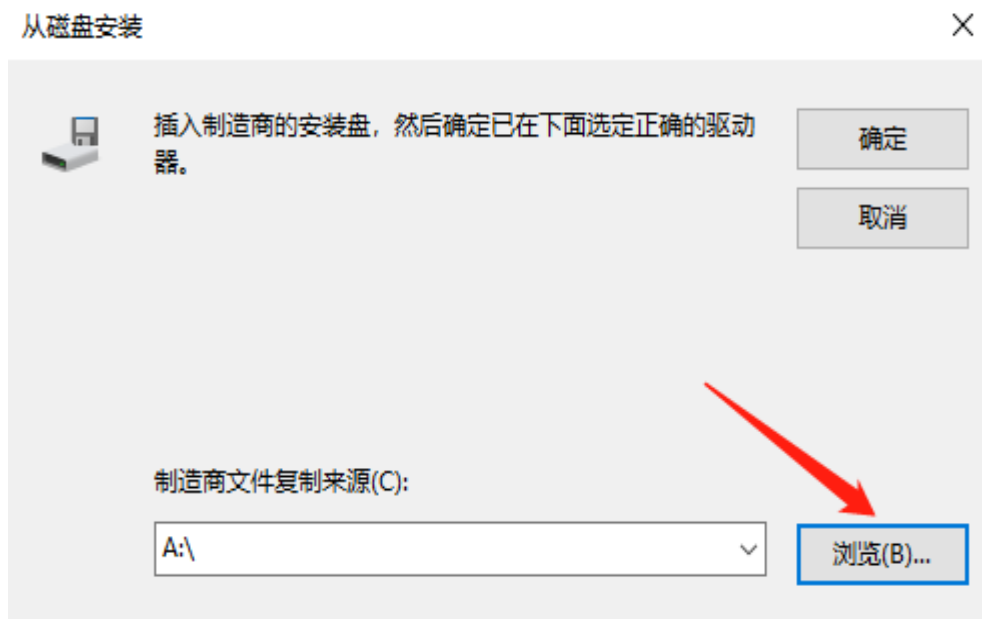 从磁盘安装
插入制造商的安装盘，然后确定已在下面选定正确的驱动
器。
确定
取消
制造商文件复制来源(C):
A:\
浏览(B)...